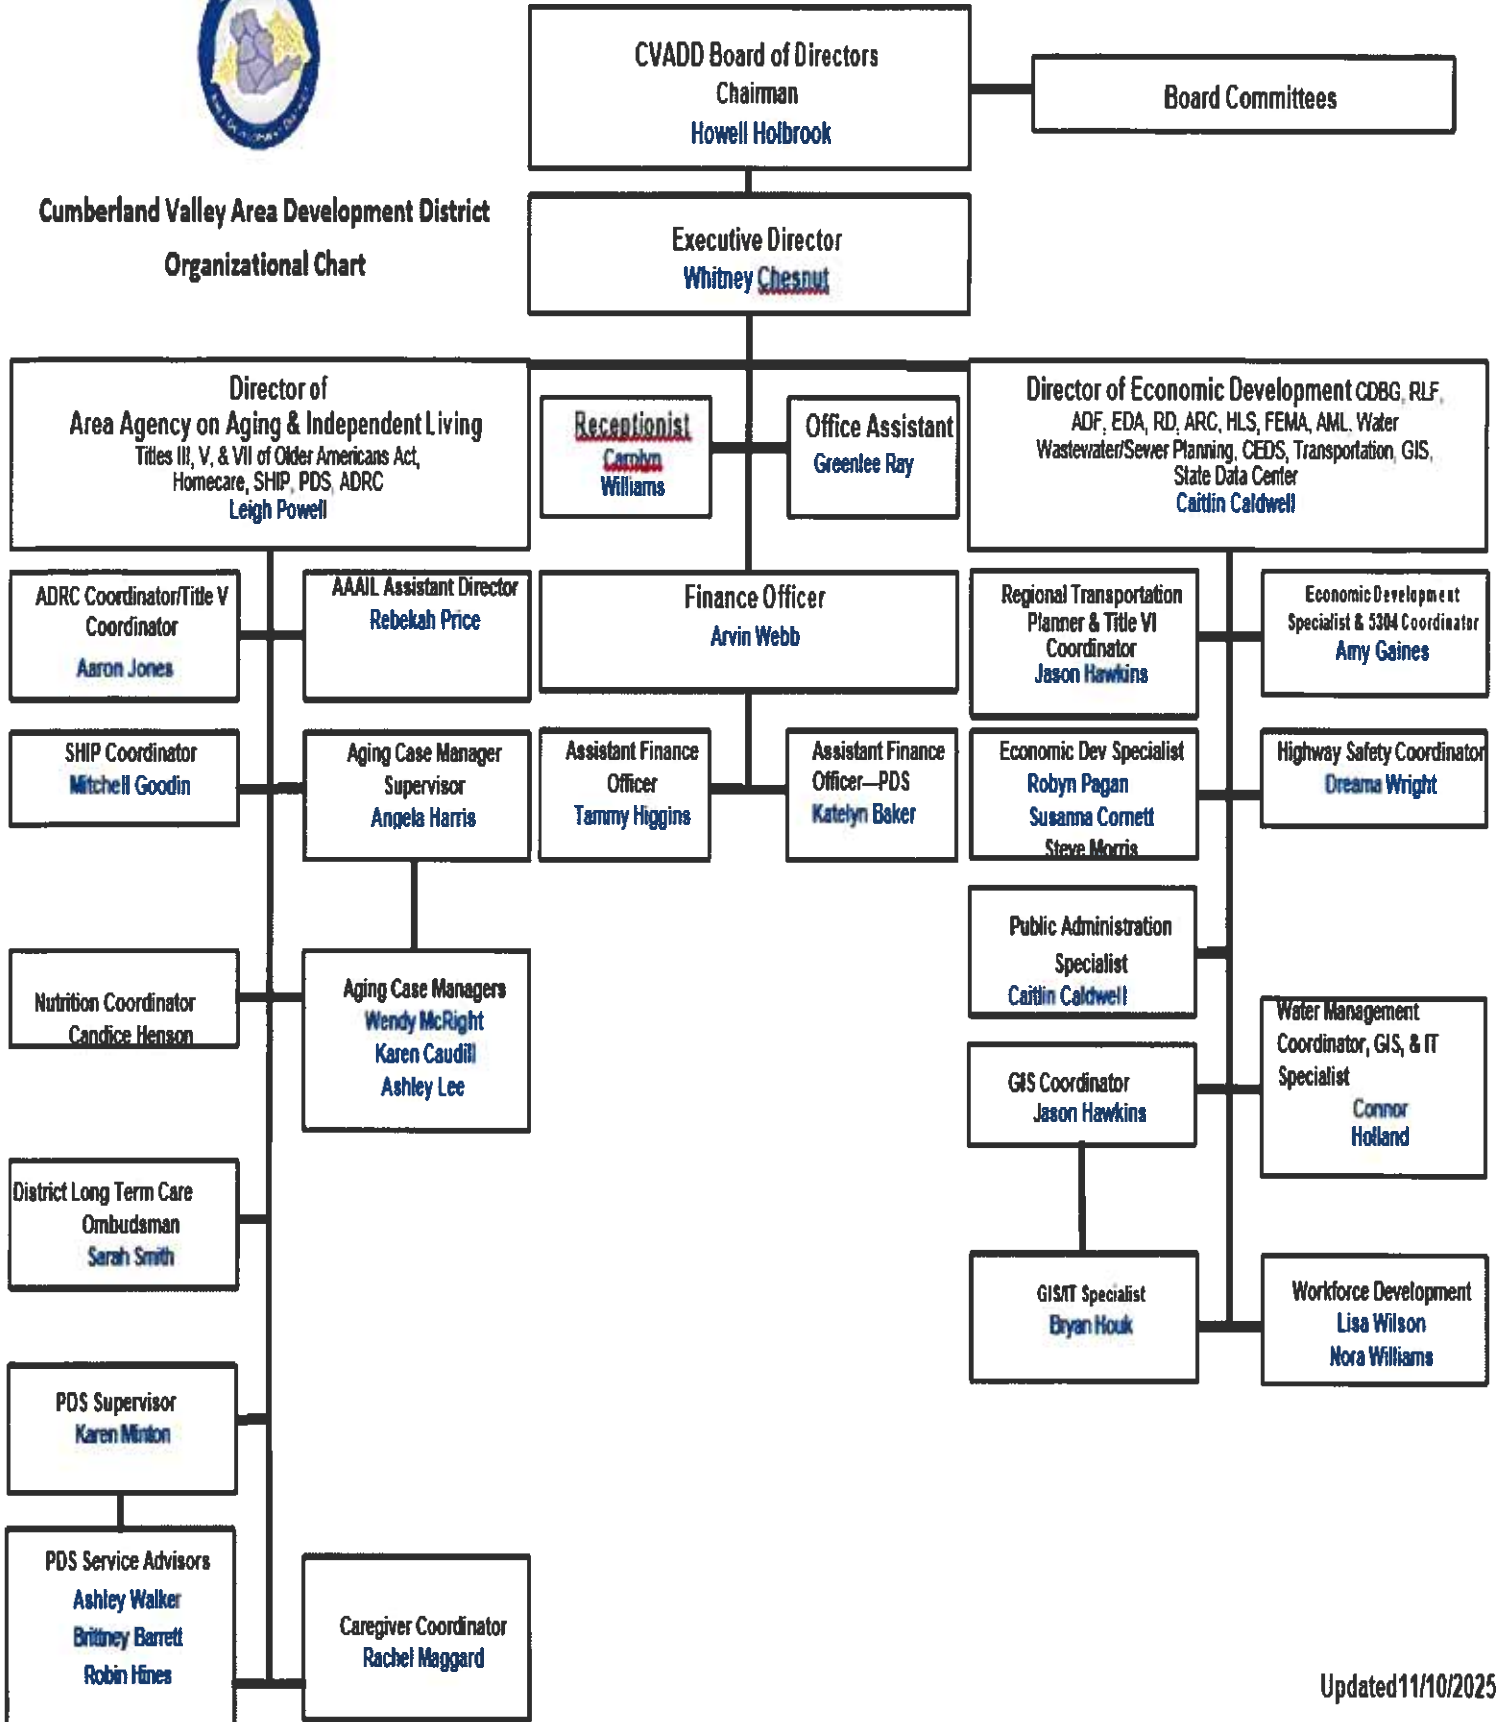 CVADD Board of Directors
Chairman
Howell Holbrook
Board Committees
Cumberland Valley Area Development District
Organizational Chart
Executive Director
Whitney Chesnut
Director of
Area Agency on Aging & Independent Living
Titles III, V, & VII of Older Americans Act,
Homecare, SHIP, PDS, ADRC
Leigh Powell
Receptionist
Carolyn
Williams
Office Assistant
Greenlee Ray
Director of Economic Development CDBG, RLF,
ADF, EDA, RD, ARC, HLS, FEMA, AML. Water
Wastewater/Sewer Planning, CEDS, Transportation, GIS,
State Data Center
Caitlin Caldwell
ADRC Coordinator/Title V
Coordinator
Aaron Jones
AAAIL Assistant Director
Rebekah Price
Finance Officer
Arvin Webb
Regional Transportation
Planner & Title VI
Coordinator
Jason Hawkins
Economic Development
Specialist & 5304 Coordinator
Amy Gaines
SHIP Coordinator
Mitchell Goodin
Aging Case Manager
Supervisor
Angela Harris
Assistant Finance
Officer
Tammy Higgins
Assistant Finance
Officer—PDS
Katelyn Baker
Economic Dev Specialist
Robyn Pagan
Susanna Cornett
Steve Morris
Highway Safety Coordinator
Dreama Wright
Public Administration
Specialist
Caitlin Caldwell
Nutrition Coordinator
Candice Henson
Aging Case Managers
Wendy McRight
Karen Caudill
Ashley Lee
GIS Coordinator
Jason Hawkins
Water Management
Coordinator, GIS, & IT
Specialist
Connor
Holland
District Long Term Care
Ombudsman
Sarah Smith
GIS/IT Specialist
Bryan Houk
Workforce Development
Lisa Wilson
Nora Williams
PDS Supervisor
Karen Minton
PDS Service Advisors
Ashley Walker
Brittney Barrett
Robin Hines
Caregiver Coordinator
Rachel Maggard
Updated11/10/2025